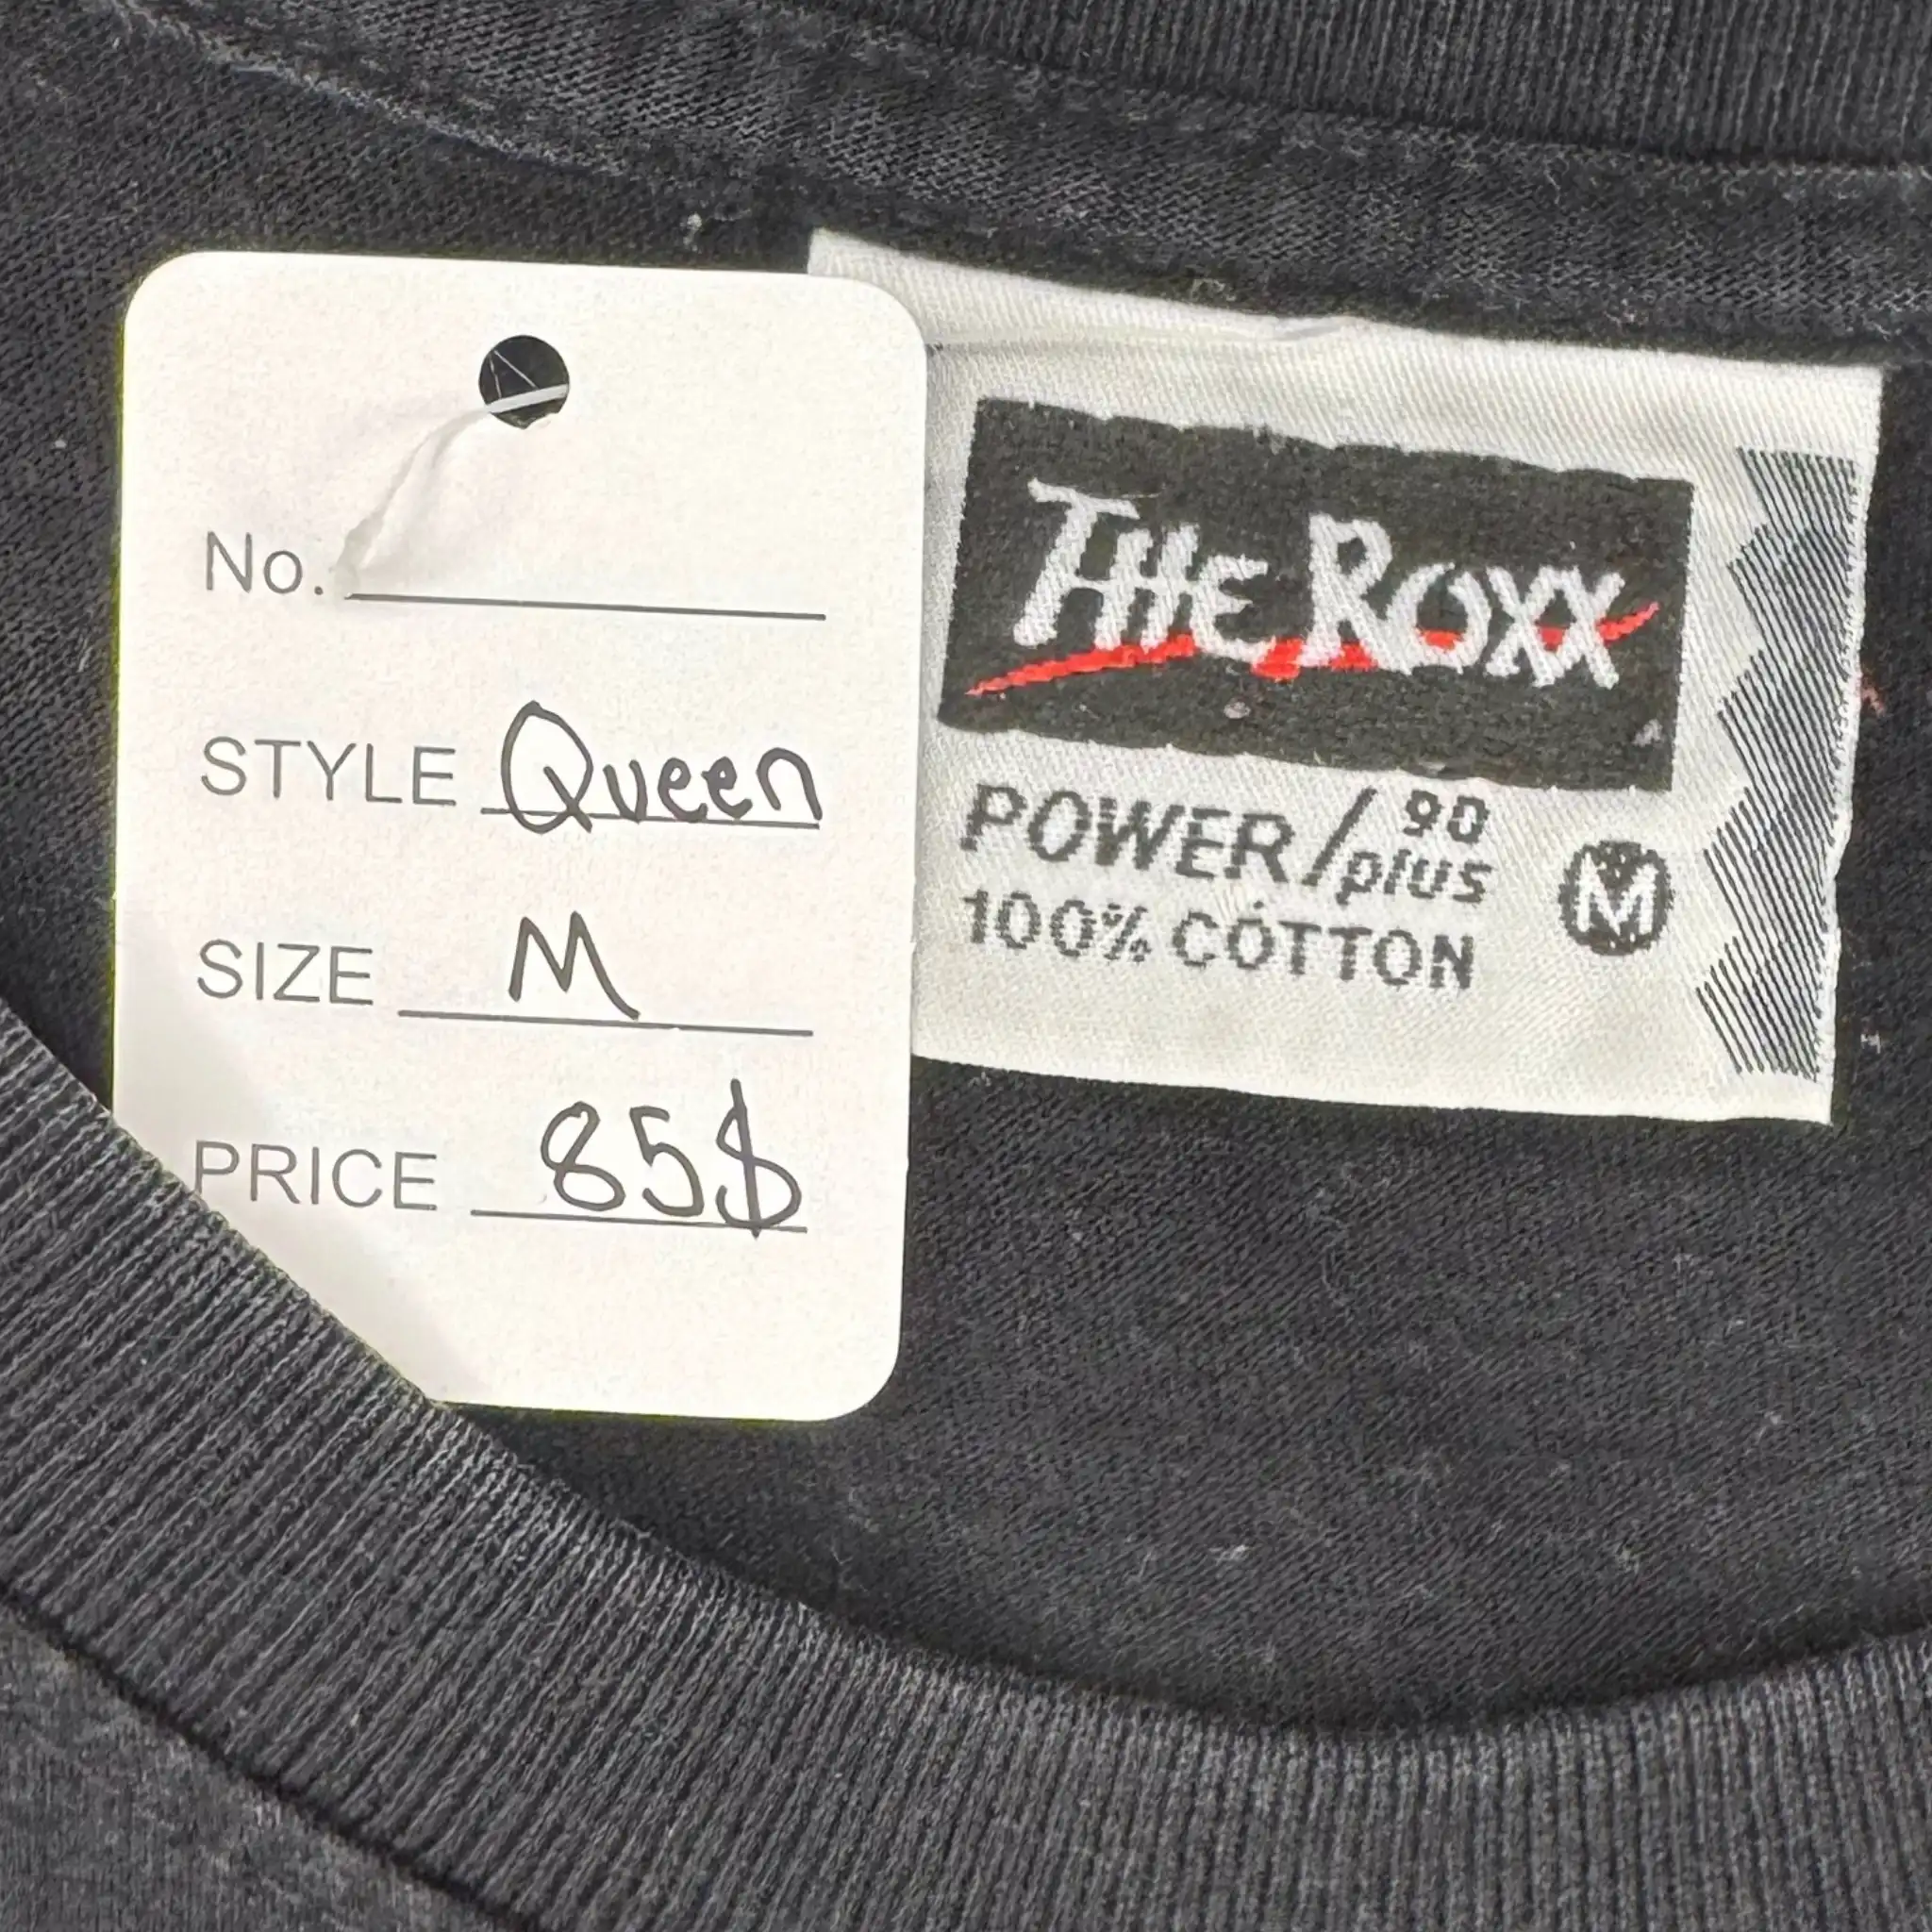 No.
STYLE Queen
SIZE M
PRICE 85$
THE ROXX
POWER/90 plus
100% COTTON
M